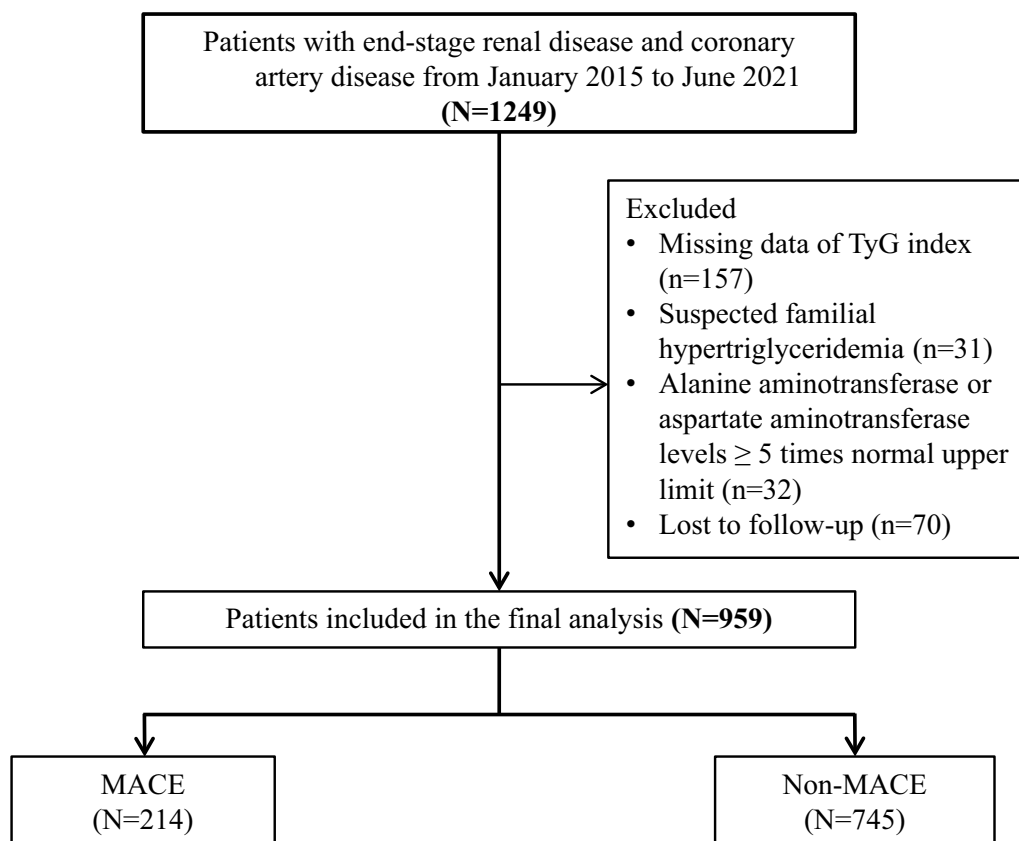 Patients with end-stage renal disease and coronary
artery disease from January 2015 to June 2021
(N=1249)
Excluded
• Missing data of TyG index
(n=157)
• Suspected familial
hypertriglyceridemia (n=31)
• Alanine aminotransferase or
aspartate aminotransferase
levels ≥ 5 times normal upper
limit (n=32)
• Lost to follow-up (n=70)
Patients included in the final analysis (N=959)
MACE
(N=214)
Non-MACE
(N=745)